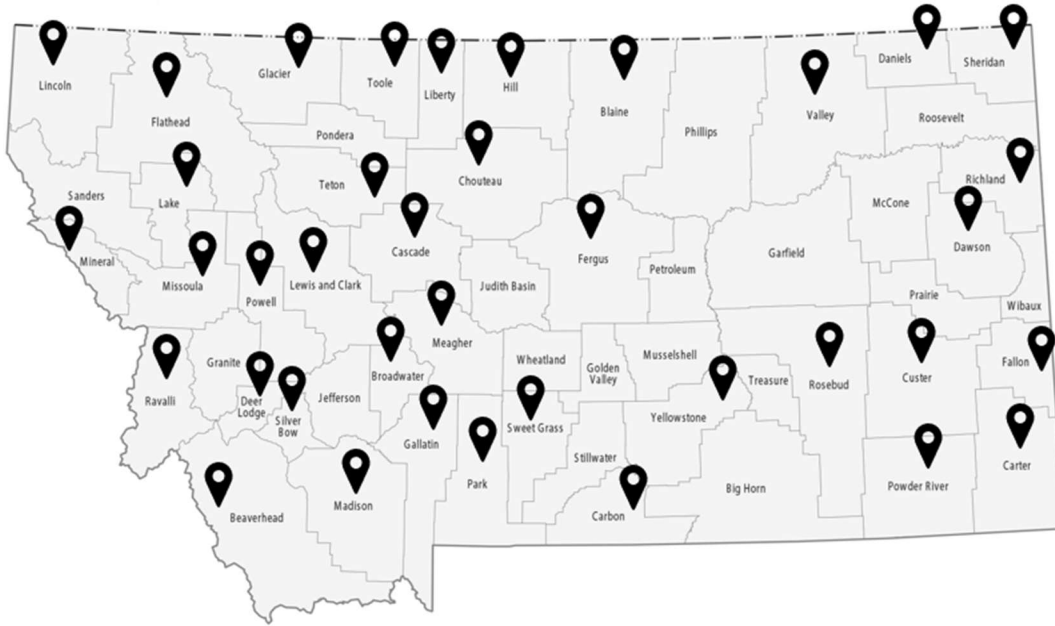 Lincoln
Flathead
Glacier
Toole
Liberty
Hill
Blaine
Phillips
Valley
Daniels
Sheridan
Roosevelt
Pondera
Teton
Chouteau
Sanders
Lake
Richland
McCone
Dawson
Mineral
Missoula
Powell
Lewis and Clark
Cascade
Judith Basin
Fergus
Petroleum
Garfield
Prairie
Wibaux
Ravalli
Granite
Deer
Lodge
Silver
Bow
Jefferson
Broadwater
Meagher
Wheatland
Golden
Valley
Musselshell
Treasure
Rosebud
Custer
Fallon
Gallatin
Sweet Grass
Yellowstone
Stillwater
Park
Carter
Beaverhead
Madison
Carbon
Big Horn
Powder River